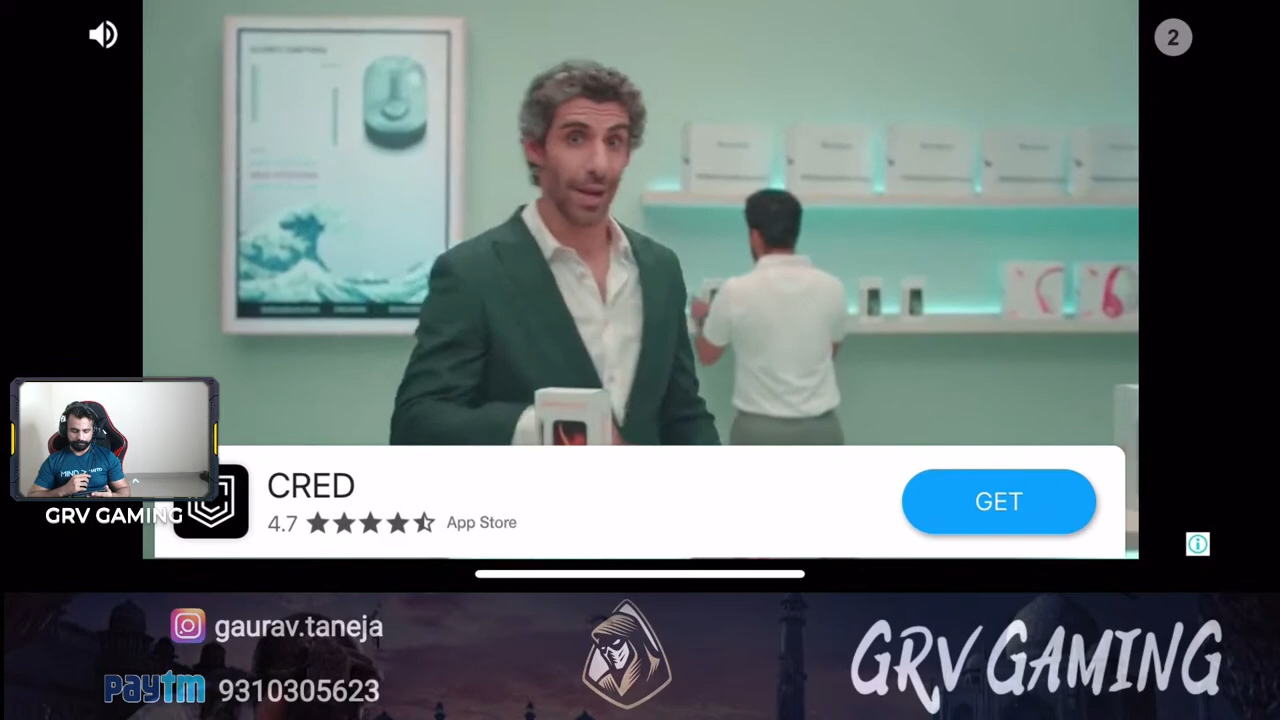 2
CRED
4.7 App Store
GET
GRV GAMING
gaurav.taneja
paytm 9310305623
GRV GAMING